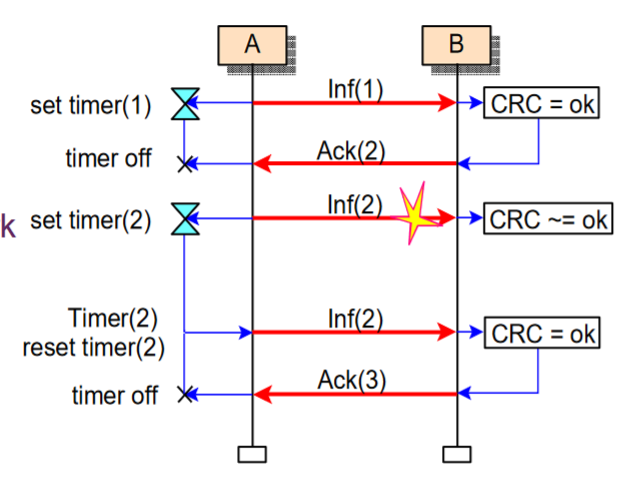 A B
set timer(1) Inf(1) CRC = ok
timer off Ack(2)
k set timer(2) Inf(2) CRC ~= ok
Timer(2) Inf(2) CRC = ok
reset timer(2)
timer off Ack(3)